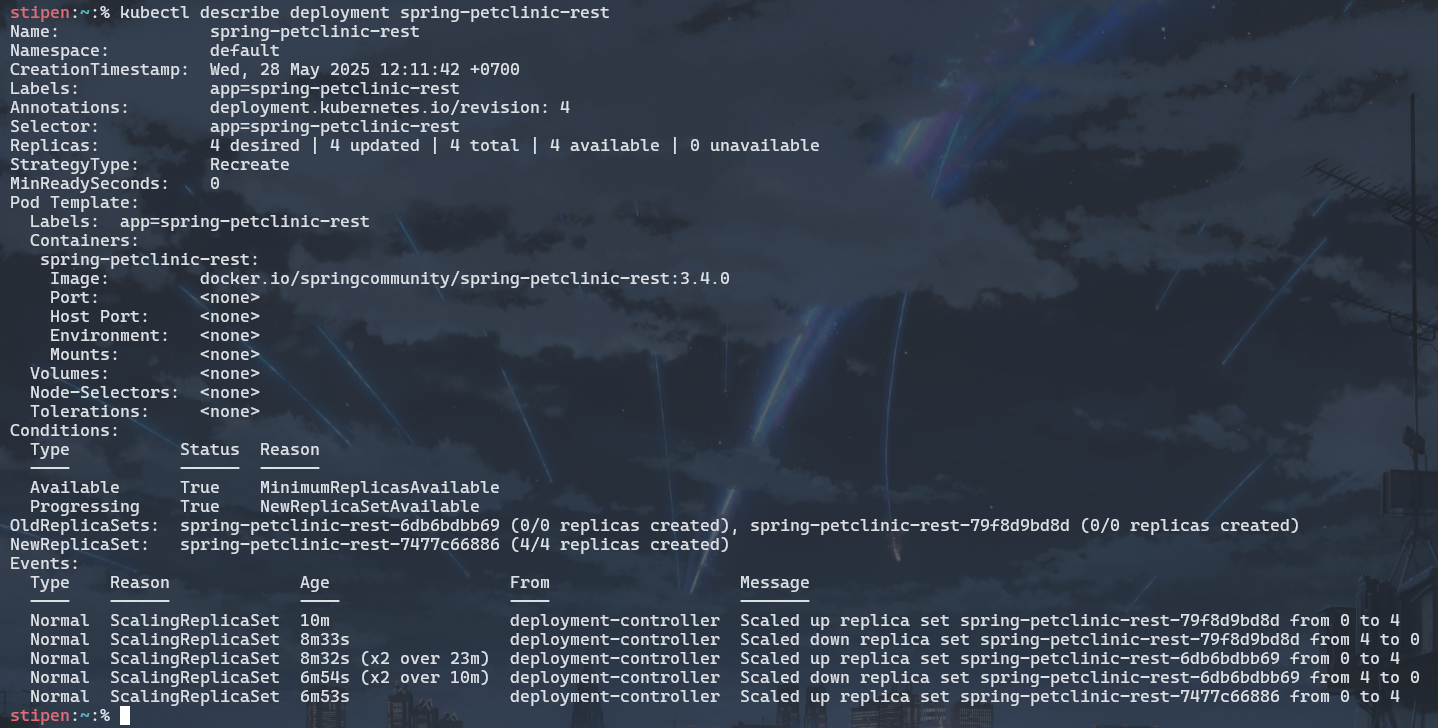 stipen:~:% kubectl describe deployment spring-petclinic-rest
Name:               spring-petclinic-rest
Namespace:          default
CreationTimestamp:  Wed, 28 May 2025 12:11:42 +0700
Labels:             app=spring-petclinic-rest
Annotations:        deployment.kubernetes.io/revision: 4
Selector:           app=spring-petclinic-rest
Replicas:           4 desired | 4 updated | 4 total | 4 available | 0 unavailable
StrategyType:       Recreate
MinReadySeconds:    0
Pod Template:
  Labels:  app=spring-petclinic-rest
  Containers:
   spring-petclinic-rest:
    Image:         docker.io/springcommunity/spring-petclinic-rest:3.4.0
    Port:          <none>
    Host Port:     <none>
    Environment:   <none>
    Mounts:        <none>
  Volumes:         <none>
  Node-Selectors:  <none>
  Tolerations:     <none>
Conditions:
  Type           Status  Reason
  ----           ------  ------
  Available      True    MinimumReplicasAvailable
  Progressing    True    NewReplicaSetAvailable
OldReplicaSets:  spring-petclinic-rest-6db6bdbb69 (0/0 replicas created), spring-petclinic-rest-79f8d9bd8d (0/0 replicas created)
NewReplicaSet:   spring-petclinic-rest-7477c66886 (4/4 replicas created)
Events:
  Type    Reason             Age                  From                   Message
  ----    ------             ----                 ----                   -------
  Normal  ScalingReplicaSet  10m                  deployment-controller  Scaled up replica set spring-petclinic-rest-79f8d9bd8d from 0 to 4
  Normal  ScalingReplicaSet  8m33s                deployment-controller  Scaled down replica set spring-petclinic-rest-79f8d9bd8d from 4 to 0
  Normal  ScalingReplicaSet  8m32s (x2 over 23m)  deployment-controller  Scaled up replica set spring-petclinic-rest-6db6bdbb69 from 0 to 4
  Normal  ScalingReplicaSet  6m54s (x2 over 10m)  deployment-controller  Scaled down replica set spring-petclinic-rest-6db6bdbb69 from 4 to 0
  Normal  ScalingReplicaSet  6m53s                deployment-controller  Scaled up replica set spring-petclinic-rest-7477c66886 from 0 to 4
stipen:~:%